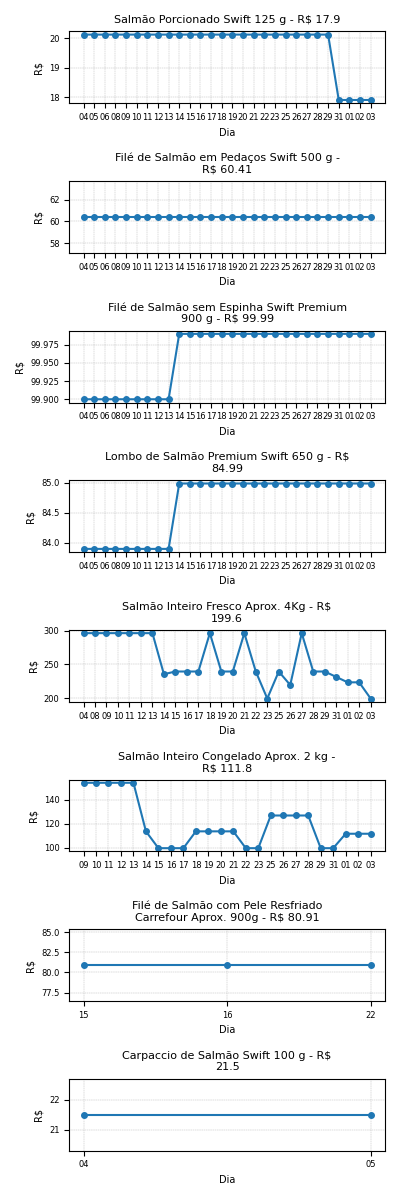 Salmão Porcionado Swift 125 g - R$ 17.9
20
19
18
R$
04 05 06 08 09 10 11 12 13 14 15 16 17 18 19 20 21 22 23 25 26 27 28 29 31 01 02 03
Dia
Filé de Salmão em Pedaços Swift 500 g -
R$ 60.41
62
60
58
R$
04 05 06 08 09 10 11 12 13 14 15 16 17 18 19 20 21 22 23 25 26 27 28 29 31 01 02 03
Dia
Filé de Salmão sem Espinha Swift Premium
900 g - R$ 99.99
99.975
99.950
99.925
99.900
R$
04 05 06 08 09 10 11 12 13 14 15 16 17 18 19 20 21 22 23 25 26 27 28 29 31 01 02 03
Dia
Lombo de Salmão Premium Swift 650 g - R$
84.99
85.0
84.5
84.0
R$
04 05 06 08 09 10 11 12 13 14 15 16 17 18 19 20 21 22 23 25 26 27 28 29 31 01 02 03
Dia
Salmão Inteiro Fresco Aprox. 4Kg - R$
199.6
300
250
200
R$
04 08 09 10 11 12 13 14 15 16 17 18 19 20 21 22 23 25 26 27 28 29 31 01 02 03
Dia
Salmão Inteiro Congelado Aprox. 2 kg -
R$ 111.8
140
120
100
R$
09 10 11 12 13 14 15 16 17 18 19 20 21 22 23 25 26 27 28 29 31 01 02 03
Dia
Filé de Salmão com Pele Resfriado
Carrefour Aprox. 900g - R$ 80.91
85.0
82.5
80.0
77.5
R$
15 16 22
Dia
Carpaccio de Salmão Swift 100 g - R$
21.5
22
21
R$
04 05
Dia